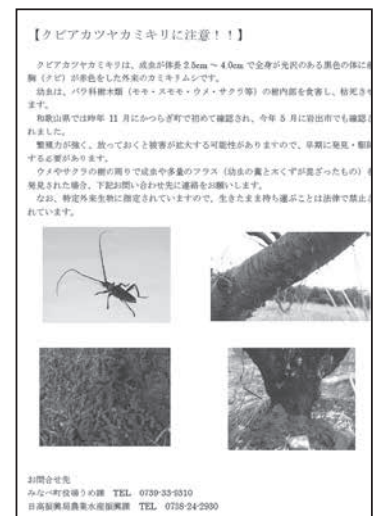 【クビアカツヤカミキリに注意！！】
クビアカツヤカミキリは、成虫が体長 2.5cm ～ 4.0cm で全身が光沢のある黒色の体に
胸（クビ）が赤色をした外来のカミキリムシです。
幼虫は、バラ科樹木類（モモ・スモモ・ウメ・サクラ等）の樹内部を食害し、枯死させ
ます。
和歌山県では昨年 11 月にかつらぎ町で初めて確認され、今年 5 月に岩出市でも確認
れました。
繁殖力が強く、放っておくと被害が拡大する可能性がありますので、早期に発見・駆除
する必要があります。
ウメやサクラの樹の周りで成虫や多量のフラス（幼虫の糞と木くずが混ざったもの）
発見された場合、下記お問い合わせ先に連絡をお願いします。
なお、特定外来生物に指定されていますので、生きたまま持ち運ぶことは法律で禁止
れています。
お問合せ先
みなべ町役場うめ課 TEL 0739-33-9310
日高振興局農業水産振興課 TEL 0738-24-2930